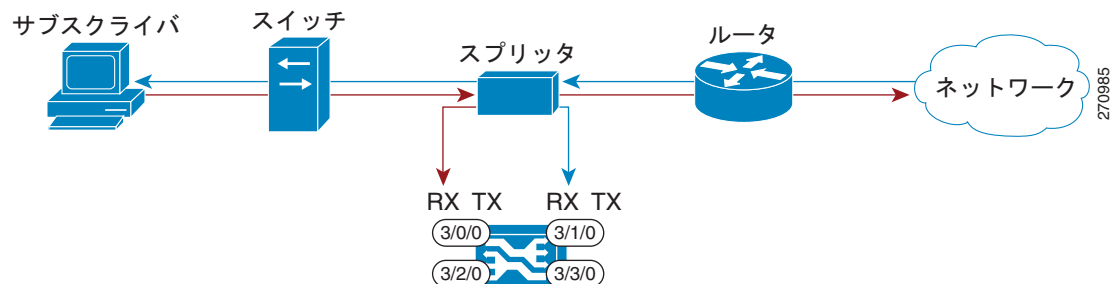 サブスクライバ
スイッチ
スプリッタ
ルータ
ネットワーク
270985
RX TX
RX TX
3/0/0
3/1/0
3/2/0
3/3/0